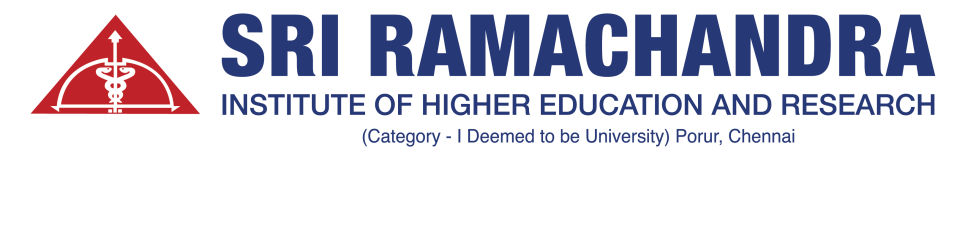 SRI RAMACHANDRA
INSTITUTE OF HIGHER EDUCATION AND RESEARCH
(Category - I Deemed to be University) Porur, Chennai